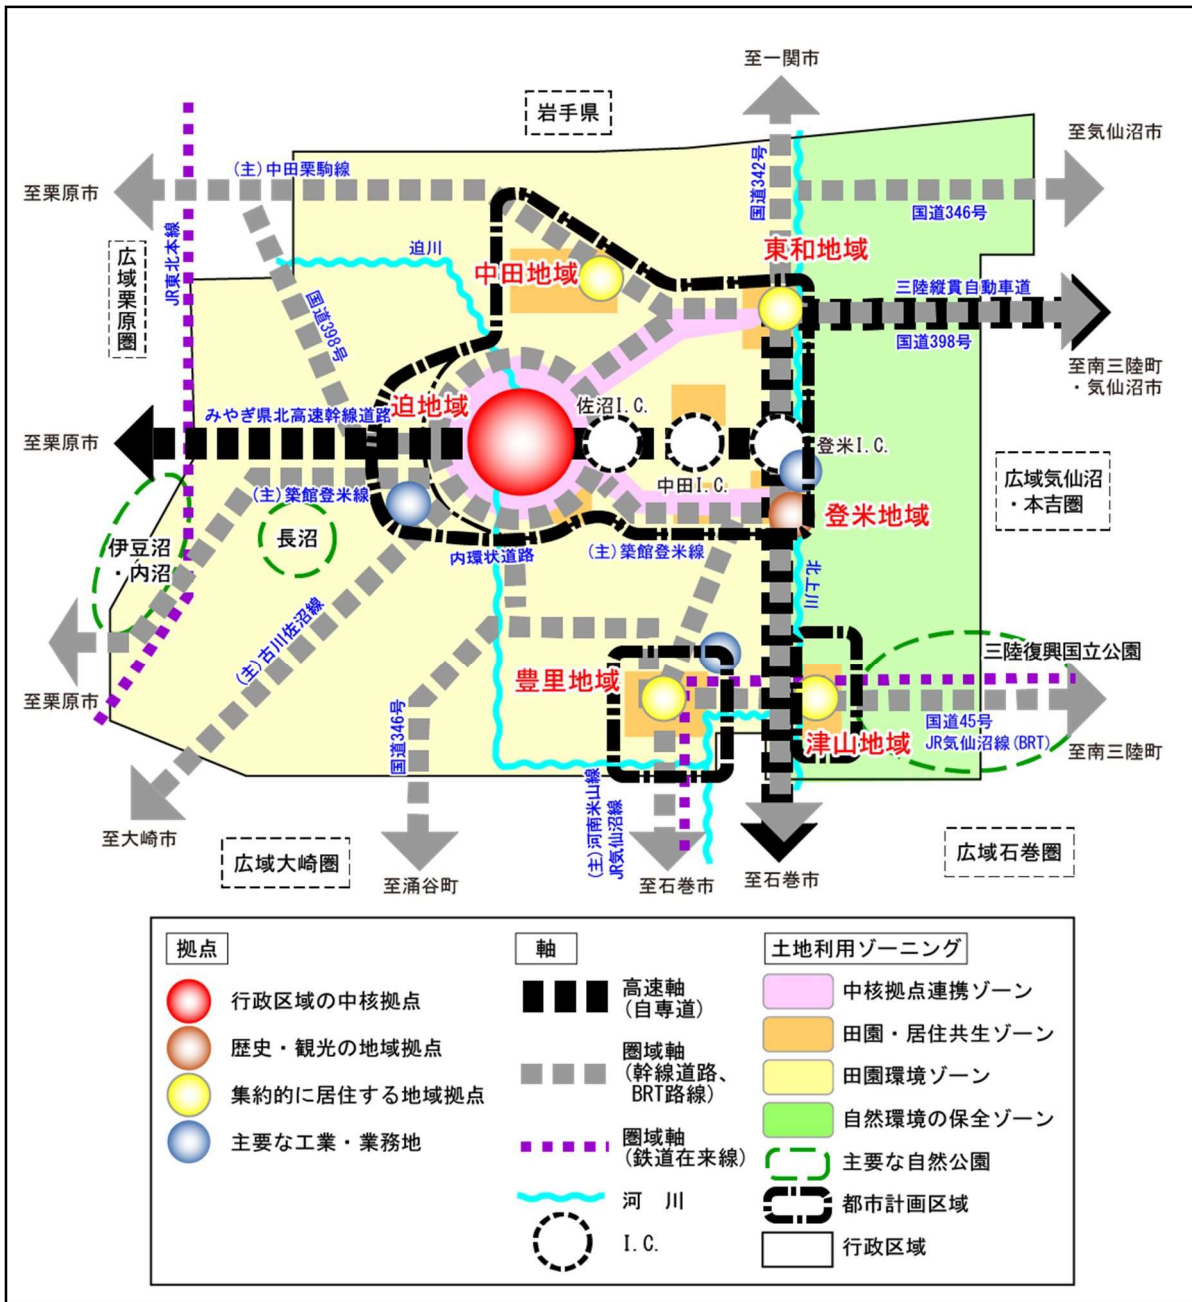 至一関市
岩手県
至気仙沼市
(主)中田栗駒線
国道342号
至栗原市
国道346号
JR東北本線
東和地域
広域栗原圏
迫川
中田地域
三陸縦貫自動車道
国道398号
国道398号
至南三陸町
・気仙沼市
佐沼I.C.
迫地域
みやぎ県北高速幹線道路
至栗原市
登米I.C.
中田I.C.
広域気仙沼
・本吉圏
(主)築館登米線
登米地域
長沼
伊豆沼
・内沼
内環状道路
(主)築館登米線
北上川
(主)古川佐沼線
三陸復興国立公園
豊里地域
至栗原市
国道346号
国道45号
JR気仙沼線(BRT)
津山地域
至南三陸町
(主)河南米山線
JR気仙沼線
至大崎市
広域大崎圏
広域石巻圏
至涌谷町
至石巻市
至石巻市
拠点
行政区域の中核拠点
歴史・観光の地域拠点
集約的に居住する地域拠点
主要な工業・業務地
軸
高速軸
(自専道)
圏域軸
(幹線道路、
BRT路線)
圏域軸
(鉄道在来線)
河 川
I.C.
土地利用ゾーニング
中核拠点連携ゾーン
田園・居住共生ゾーン
田園環境ゾーン
自然環境の保全ゾーン
主要な自然公園
都市計画区域
行政区域